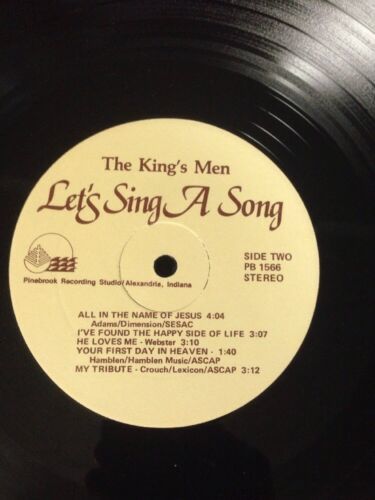 The King's Men
Let's Sing A Song
SIDE TWO
PB 1566
STEREO
Pinebrook Recording Studio/Alexandria, Indiana
ALL IN THE NAME OF JESUS 4:04
Adams/Dimension/SESAC
I'VE FOUND THE HAPPY SIDE OF LIFE 3:07
HE LOVES ME - Webster 3:10
YOUR FIRST DAY IN HEAVEN - 1:40
Hamblen/Hamblen Music/ASCAP
MY TRIBUTE - Crouch/Lexicon/ASCAP 3:12